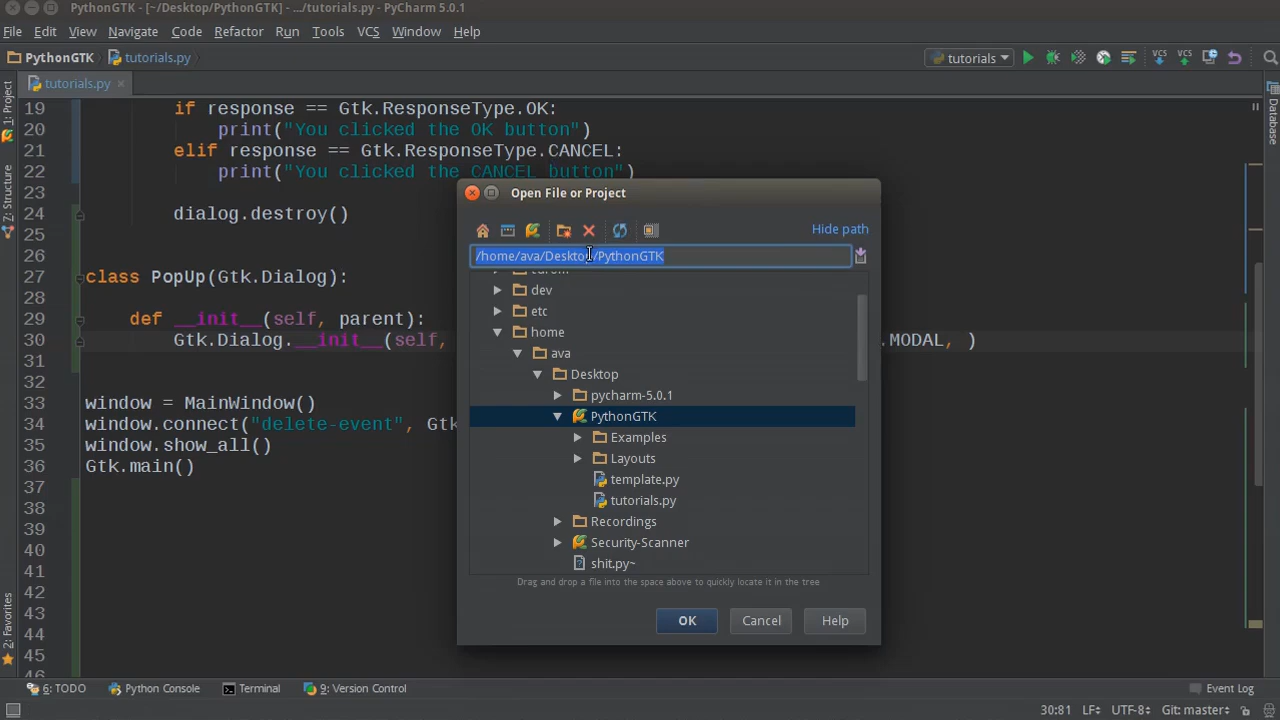 PythonGTK - [~/Desktop/PythonGTK] - .../tutorials.py - PyCharm 5.0.1
File Edit View Navigate Code Refactor Run Tools VCS Window Help
PythonGTK tutorials.py tutorials VCS VCS
tutorials.py
1: Project
7: Structure
2: Favorites
Database
19 if response == Gtk.ResponseType.OK:
20 print("You clicked the OK button")
21 elif response == Gtk.ResponseType.CANCEL:
22 print("You clicked the CANCEL button")
23
24 dialog.destroy()
25
26
27 class PopUp(Gtk.Dialog):
28
29 def __init__(self, parent):
30 Gtk.Dialog.__init__(self, .MODAL, )
31
32
33 window = MainWindow()
34 window.connect("delete-event", Gtk
35 window.show_all()
36 Gtk.main()
37
38
39
40
41
42
43
44
45
46
Open File or Project
Hide path
/home/ava/Desktop/PythonGTK
dev
etc
home
ava
Desktop
pycharm-5.0.1
PythonGTK
Examples
Layouts
template.py
tutorials.py
Recordings
Security-Scanner
shit.py~
Drag and drop a file into the space above to quickly locate it in the tree
OK Cancel Help
6: TODO Python Console Terminal 9: Version Control Event Log
30:81 LF UTF-8 Git: master